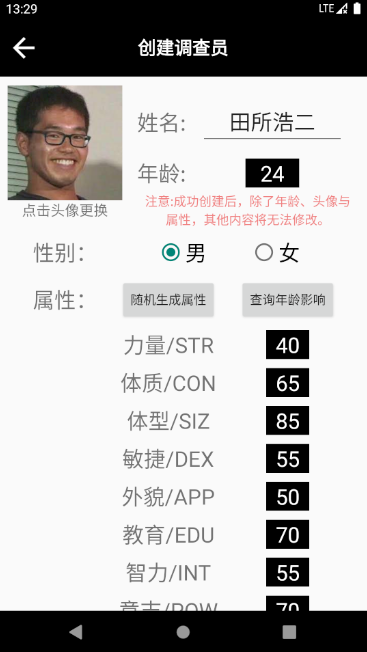 13:29
LTE
创建调查员
姓名:
田所浩二
年龄:
24
点击头像更换
注意:成功创建后，除了年龄、头像与
属性，其他内容将无法修改。
性别:
男
女
属性:
随机生成属性
查询年龄影响
力量/STR
40
体质/CON
65
体型/SIZ
85
敏捷/DEX
55
外貌/APP
50
教育/EDU
70
智力/INT
55
意志/POW
70